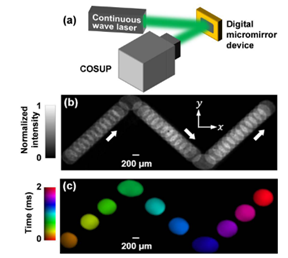 (a)
Continuous
wave laser
Digital
micromirror
device
COSUP
(b)
Normalized
intensity
1
0
y
x
200 μm
(c)
Time (ms)
2
0
200 μm